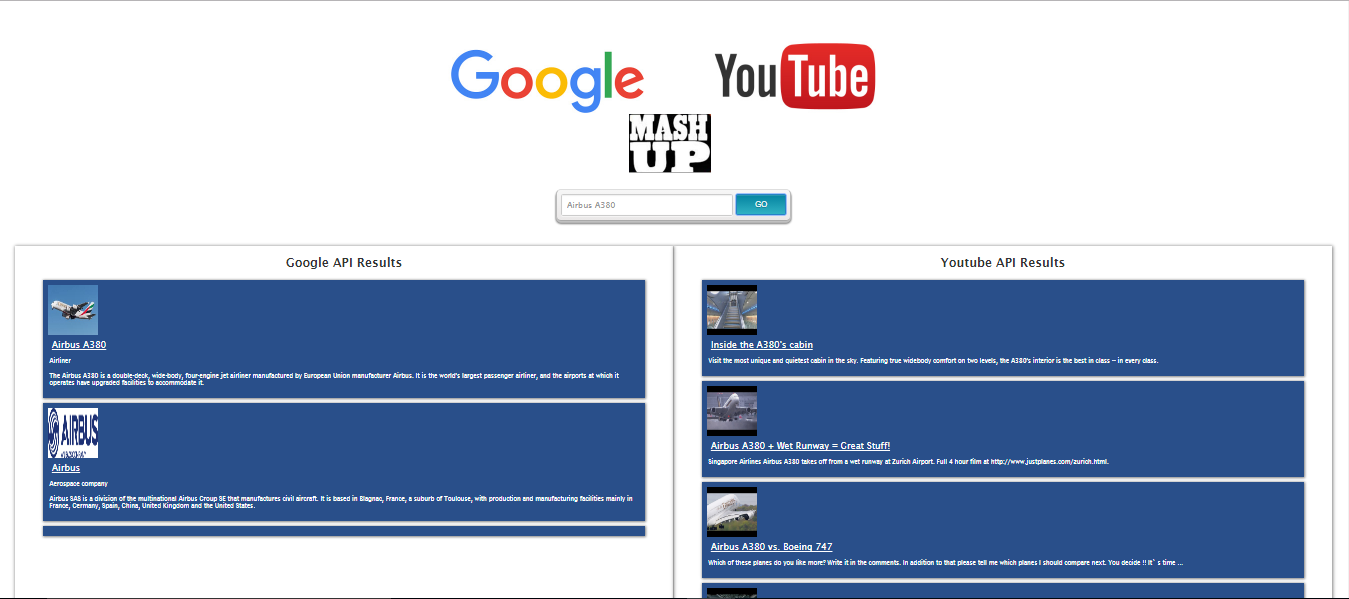 Google
YouTube
MASH
UP
Airbus A380
GO
Google API Results
Airbus A380
Airliner
The Airbus A380 is a double-deck, wide-body, four-engine jet airliner manufactured by European Union manufacturer Airbus. It is the world's largest passenger airliner, and the airports at which it
operates have upgraded facilities to accommodate it.
AIRBUS
Airbus
Aerospace company
Airbus SAS is a division of the multinational Airbus Group SE that manufactures civil aircraft. It is based in Blagnac, France, a suburb of Toulouse, with production and manufacturing facilities mainly in
France, Germany, Spain, China, United Kingdom and the United States.
Youtube API Results
Inside the A380's cabin
Visit the most unique and quietest cabin in the sky. Featuring true widebody comfort on two levels, the A380's interior is the best in class – in every class.
Airbus A380 + Wet Runway = Great Stuff!
Singapore Airlines Airbus A380 takes off from a wet runway at Zurich Airport. Full 4 hour film at http://www.justplanes.com/zurich.html.
Airbus A380 vs. Boeing 747
Which of these planes do you like more? Write it in the comments. In addition to that please tell me which planes I should compare next. You decide !! It`s time ...